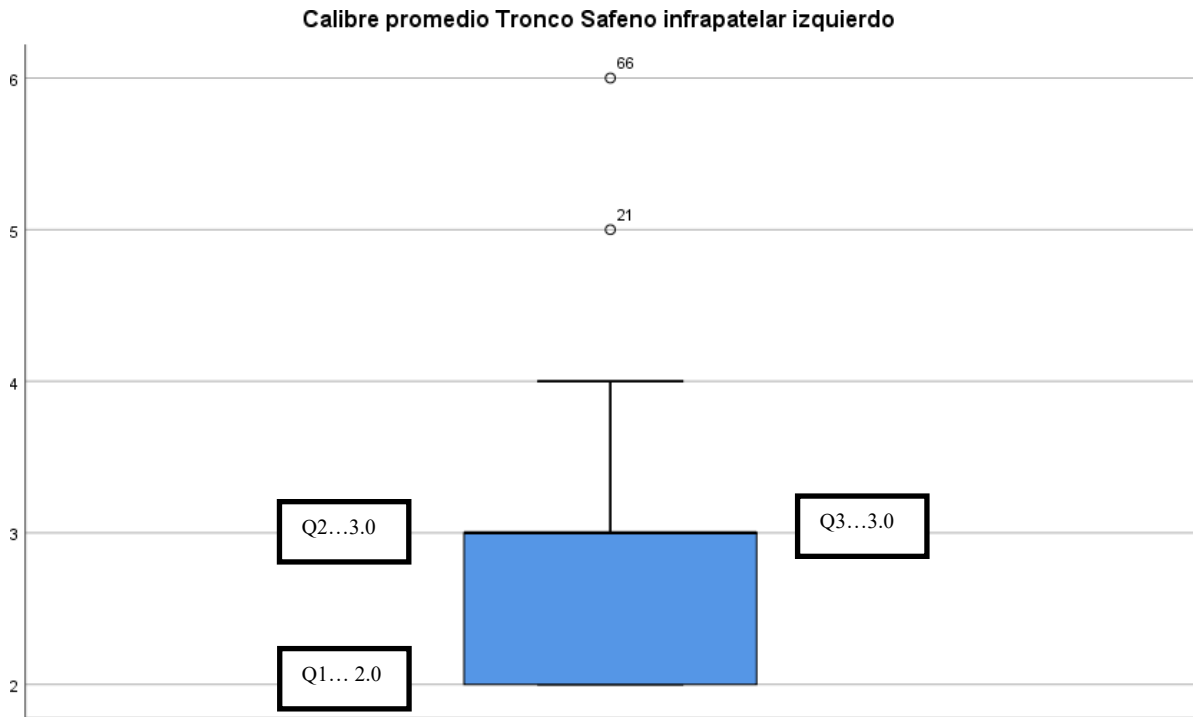 Calibre promedio Tronco Safeno infrapatelar izquierdo
6
66
5
21
4
3
Q2…3.0
Q3…3.0
Q1… 2.0
2